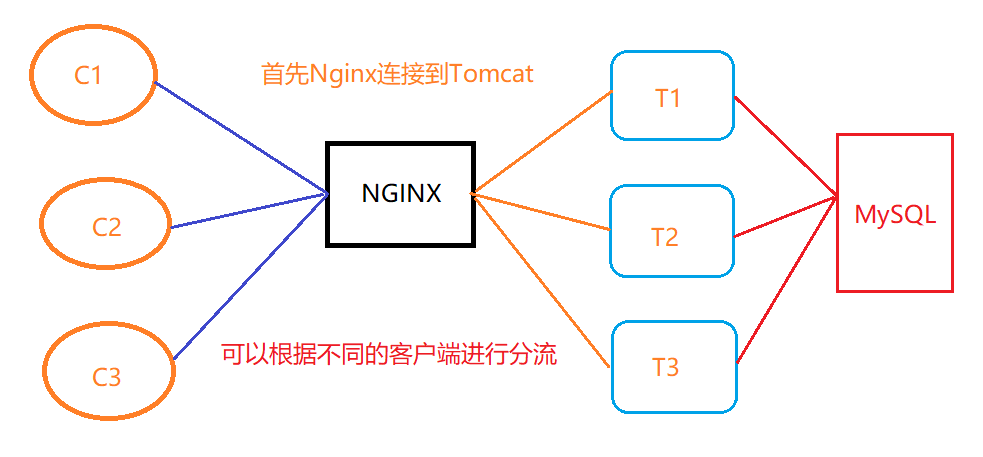 首先Nginx连接到Tomcat
C1
T1
NGINX
MySQL
C2
T2
可以根据不同的客户端进行分流
C3
T3